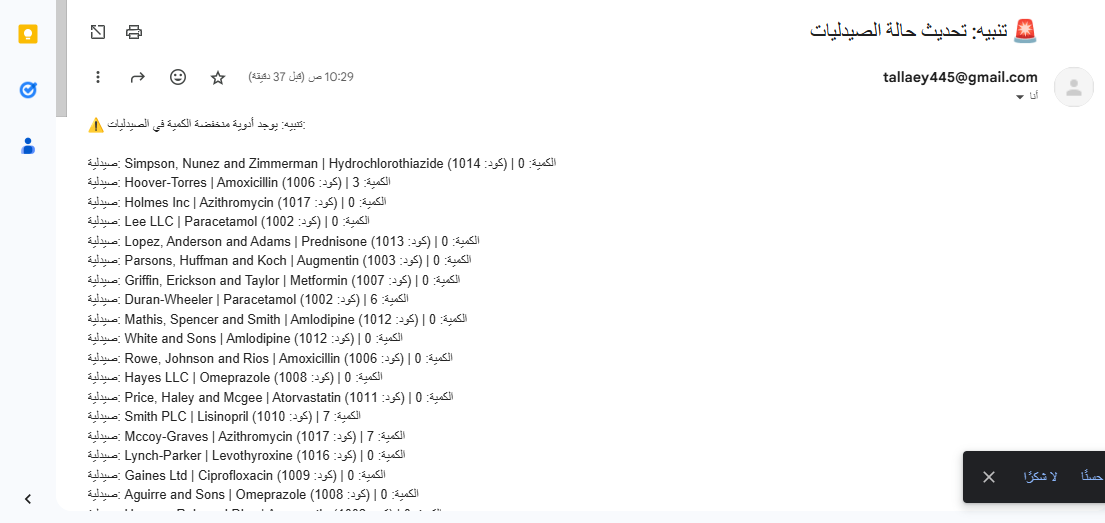 🚨 تنبيه: تحديث حالة الصيدليات
tallaey445@gmail.com
10:29 ص (قبل 37 دقيقة)
أنا
⚠️ تنبيه: يوجد أدوية منخفضة الكمية في الصيدليات:
صيدلية: Simpson, Nunez and Zimmerman | Hydrochlorothiazide (كود: 1014) | الكمية: 0
صيدلية: Hoover-Torres | Amoxicillin (كود: 1006) | الكمية: 3
صيدلية: Holmes Inc | Azithromycin (كود: 1017) | الكمية: 0
صيدلية: Lee LLC | Paracetamol (كود: 1002) | الكمية: 0
صيدلية: Lopez, Anderson and Adams | Prednisone (كود: 1013) | الكمية: 0
صيدلية: Parsons, Huffman and Koch | Augmentin (كود: 1003) | الكمية: 0
صيدلية: Griffin, Erickson and Taylor | Metformin (كود: 1007) | الكمية: 0
صيدلية: Duran-Wheeler | Paracetamol (كود: 1002) | الكمية: 6
صيدلية: Mathis, Spencer and Smith | Amlodipine (كود: 1012) | الكمية: 0
صيدلية: White and Sons | Amlodipine (كود: 1012) | الكمية: 0
صيدلية: Rowe, Johnson and Rios | Amoxicillin (كود: 1006) | الكمية: 0
صيدلية: Hayes LLC | Omeprazole (كود: 1008) | الكمية: 0
صيدلية: Price, Haley and Mcgee | Atorvastatin (كود: 1011) | الكمية: 0
صيدلية: Smith PLC | Lisinopril (كود: 1010) | الكمية: 7
صيدلية: Mccoy-Graves | Azithromycin (كود: 1017) | الكمية: 7
صيدلية: Lynch-Parker | Levothyroxine (كود: 1016) | الكمية: 0
صيدلية: Gaines Ltd | Ciprofloxacin (كود: 1009) | الكمية: 0
صيدلية: Aguirre and Sons | Omeprazole (كود: 1008) | الكمية: 0
حسنًا لا شكرًا